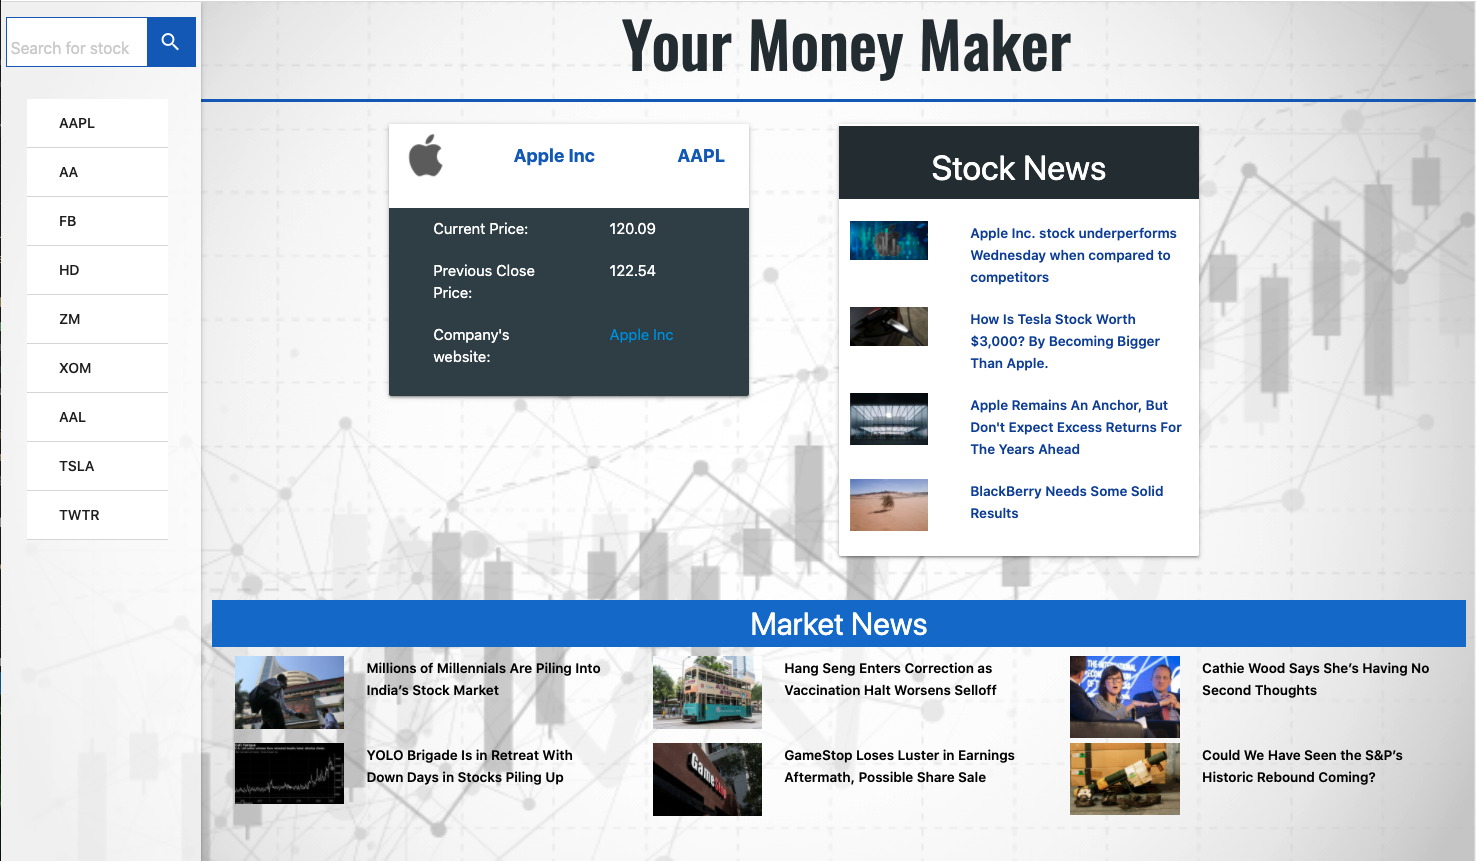 Search for stock
AAPL
AA
FB
HD
ZM
XOM
AAL
TSLA
TWTR
Your Money Maker
Apple Inc
AAPL
Current Price: 120.09
Previous Close 122.54
Price:
Company's Apple Inc
website:
Stock News
Apple Inc. stock underperforms
Wednesday when compared to
competitors
How Is Tesla Stock Worth
$3,000? By Becoming Bigger
Than Apple.
Apple Remains An Anchor, But
Don't Expect Excess Returns For
The Years Ahead
BlackBerry Needs Some Solid
Results
Market News
Millions of Millennials Are Piling Into
India’s Stock Market
Hang Seng Enters Correction as
Vaccination Halt Worsens Selloff
Cathie Wood Says She’s Having No
Second Thoughts
YOLO Brigade Is in Retreat With
Down Days in Stocks Piling Up
GameStop
GameStop Loses Luster in Earnings
Aftermath, Possible Share Sale
Could We Have Seen the S&P’s
Historic Rebound Coming?